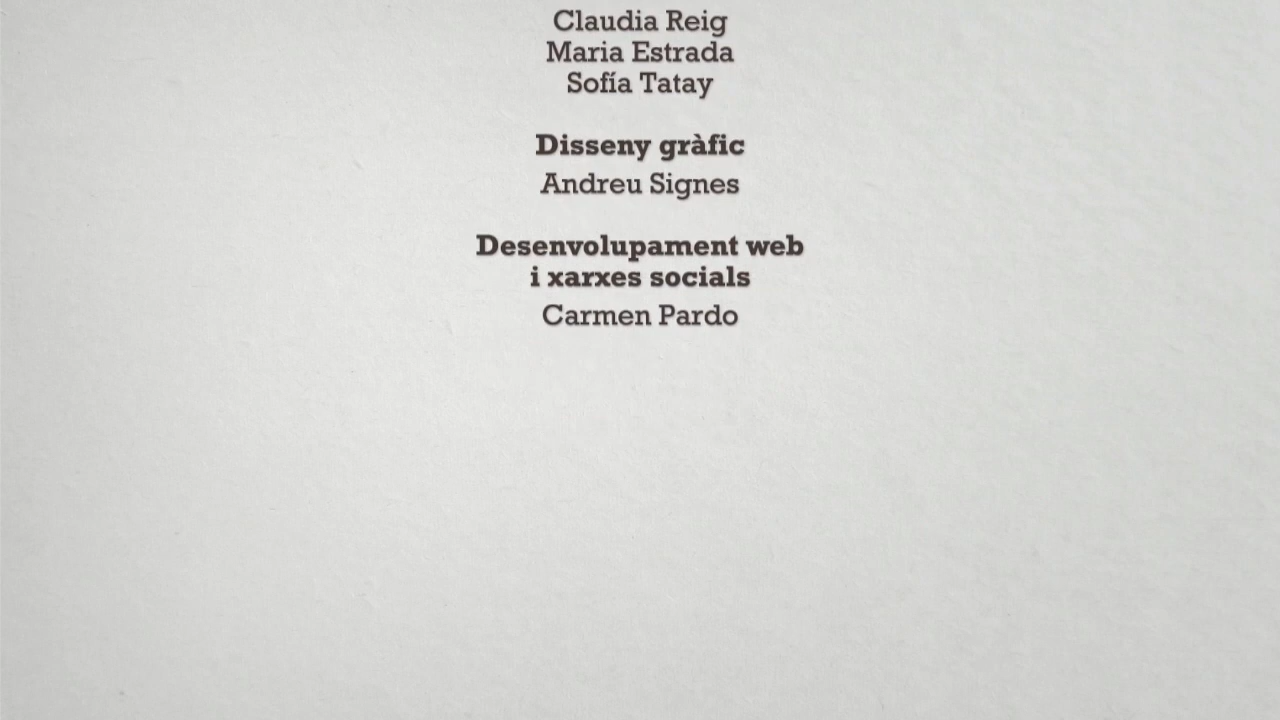 Claudia Reig
Maria Estrada
Sofía Tatay
Disseny gràfic
Andreu Signes
Desenvolupament web
i xarxes socials
Carmen Pardo